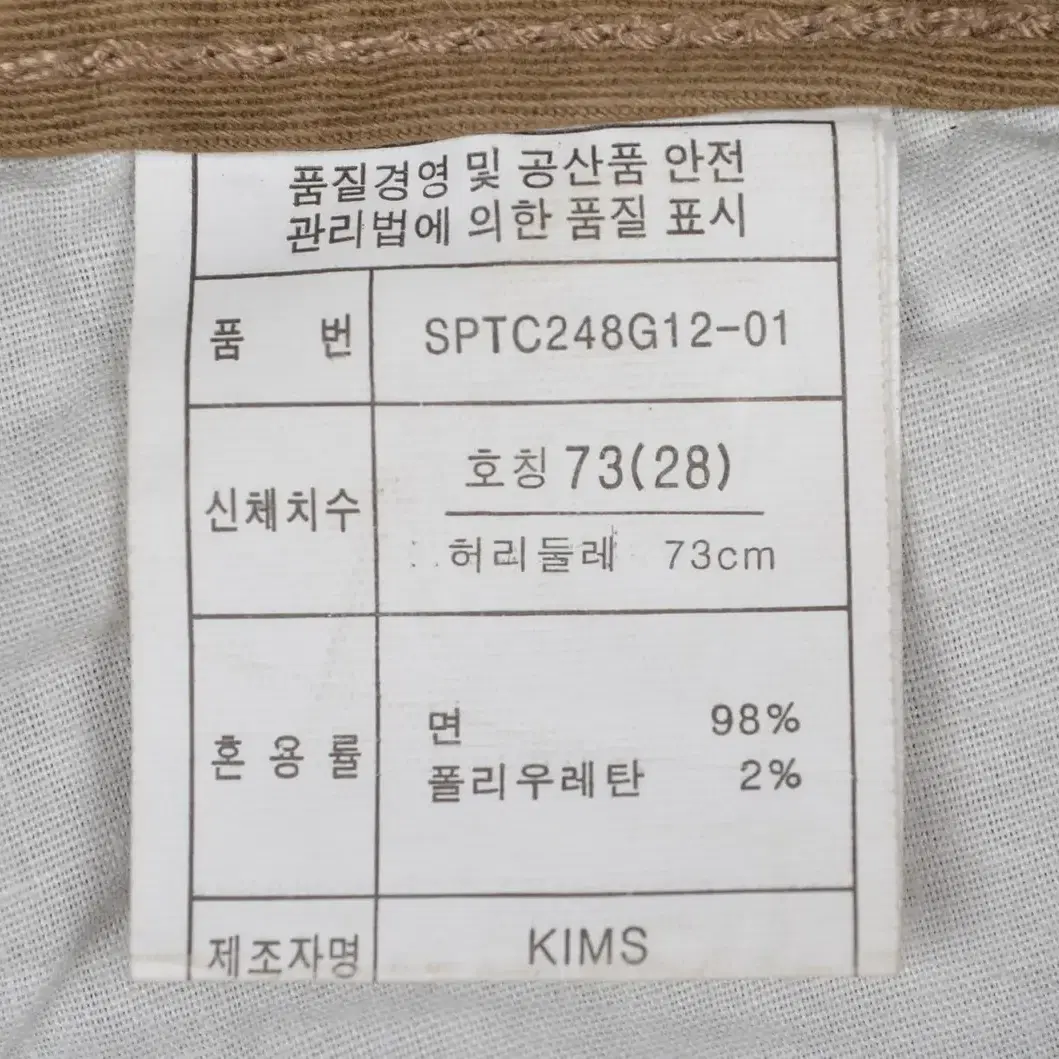 품질경영 및 공산품 안전
관리법에 의한 품질 표시
품 번 SPTC248G12-01
신체치수 호칭 73(28)
허리둘레 73cm
혼용률 면 98%
폴리우레탄 2%
제조자명 KIMS